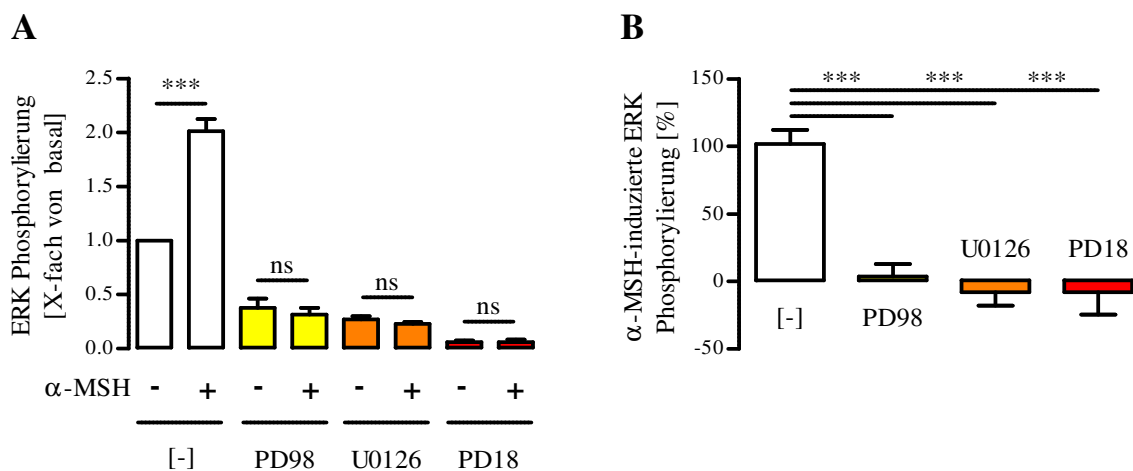 A
ERK Phosphorylierung
[X-fach von basal]
2.5
2.0
1.5
1.0
0.5
0.0
***
ns
ns
ns
α-MSH
- + - + - + - +
[-] PD98 U0126 PD18
B
α-MSH-induzierte ERK
Phosphorylierung [%]
150
100
50
0
-50
*** *** ***
U0126 PD18
[-] PD98